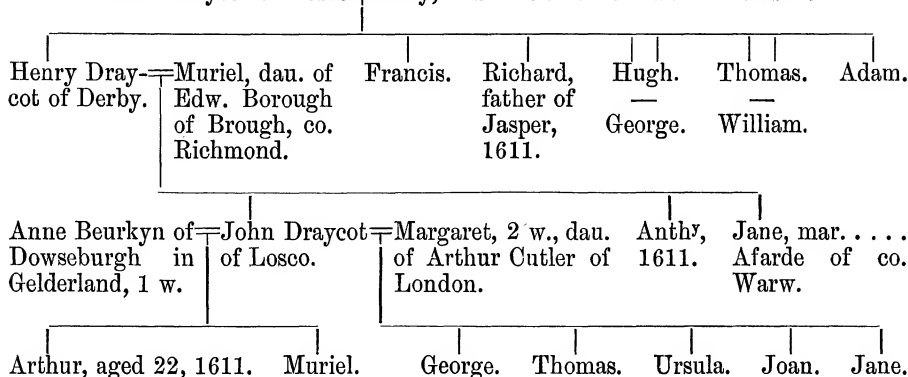 Henry Dray- Muriel, dau. of Francis. Richard, Hugh. Thomas. Adam.
cot of Derby. Edw. Borough father of — —
of Brough, co. Jasper, George. William.
Richmond. 1611.
Anne Beurkyn of John Draycot Margaret, 2 w., dau. Anthʸ, Jane, mar. . . . .
Dowseburgh in of Losco. of Arthur Cutler of 1611. Afarde of co.
Gelderland, 1 w. London. Warw.
Arthur, aged 22, 1611. Muriel. George. Thomas. Ursula. Joan. Jane.